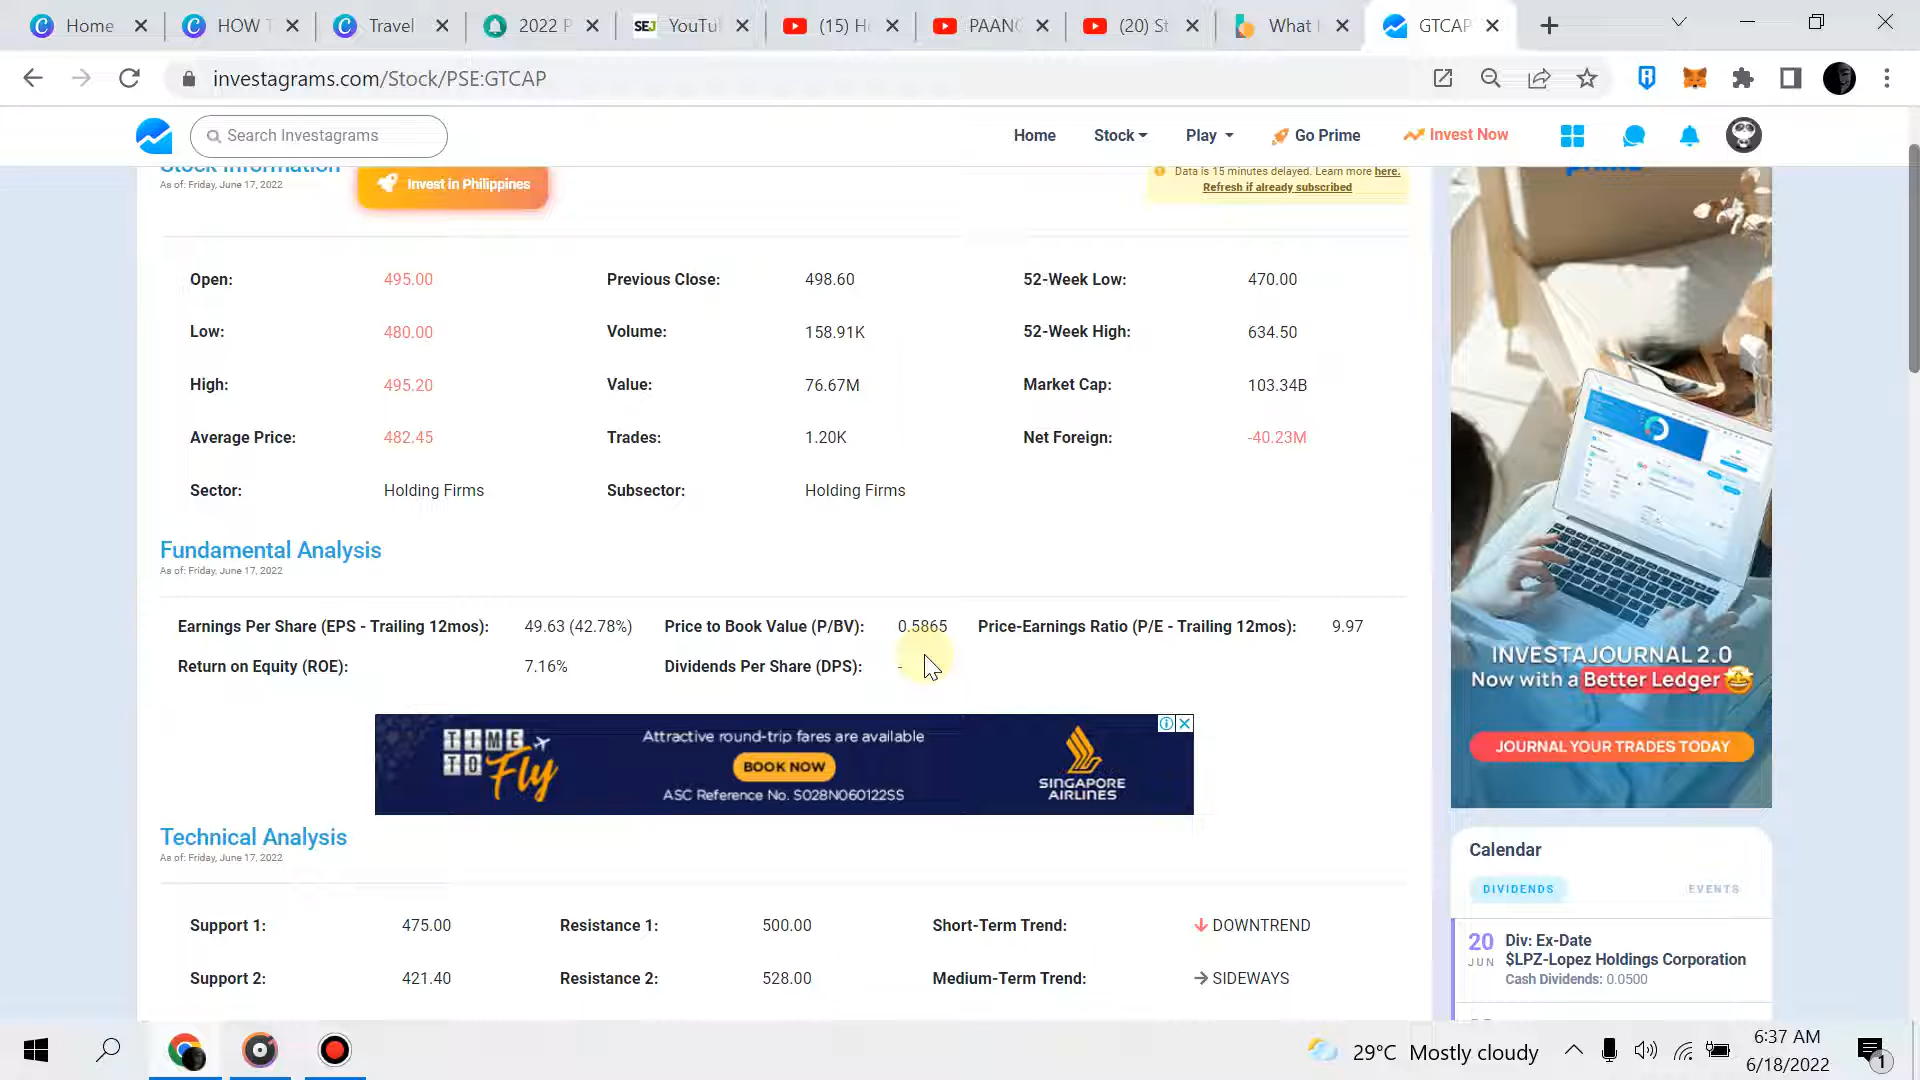 Home
HOW T
Travel
2022 P
SEJ YouTu
(15) H
PAANO
(20) St
What I
GTCAP
investagrams.com/Stock/PSE:GTCAP
Search Investagrams
Home
Stock
Play
Go Prime
Invest Now
Stock Information
As of: Friday, June 17, 2022
Invest in Philippines
Data is 15 minutes delayed. Learn more here.
Refresh if already subscribed
Open: 495.00 Previous Close: 498.60 52-Week Low: 470.00
Low: 480.00 Volume: 158.91K 52-Week High: 634.50
High: 495.20 Value: 76.67M Market Cap: 103.34B
Average Price: 482.45 Trades: 1.20K Net Foreign: -40.23M
Sector: Holding Firms Subsector: Holding Firms
Fundamental Analysis
As of: Friday, June 17, 2022
Earnings Per Share (EPS - Trailing 12mos): 49.63 (42.78%) Price to Book Value (P/BV): 0.5865 Price-Earnings Ratio (P/E - Trailing 12mos): 9.97
Return on Equity (ROE): 7.16% Dividends Per Share (DPS): -
TIME
TO Fly
Attractive round-trip fares are available
BOOK NOW
ASC Reference No. S028N060122SS
SINGAPORE
AIRLINES
Technical Analysis
As of: Friday, June 17, 2022
Support 1: 475.00 Resistance 1: 500.00 Short-Term Trend: DOWNTREND
Support 2: 421.40 Resistance 2: 528.00 Medium-Term Trend: SIDEWAYS
prime
INVESTAJOURNAL 2.0
Now with a Better Ledger
JOURNAL YOUR TRADES TODAY
Calendar
DIVIDENDS EVENTS
20
JUN
Div: Ex-Date
$LPZ-Lopez Holdings Corporation
Cash Dividends: 0.0500
29°C Mostly cloudy
6:37 AM
6/18/2022
1